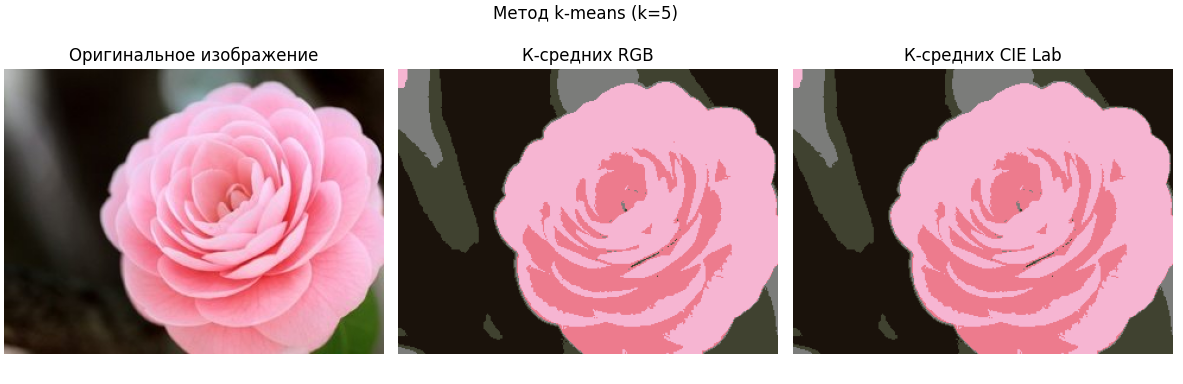 Метод k-means (k=5)
Оригинальное изображение
К-средних RGB
К-средних CIE Lab